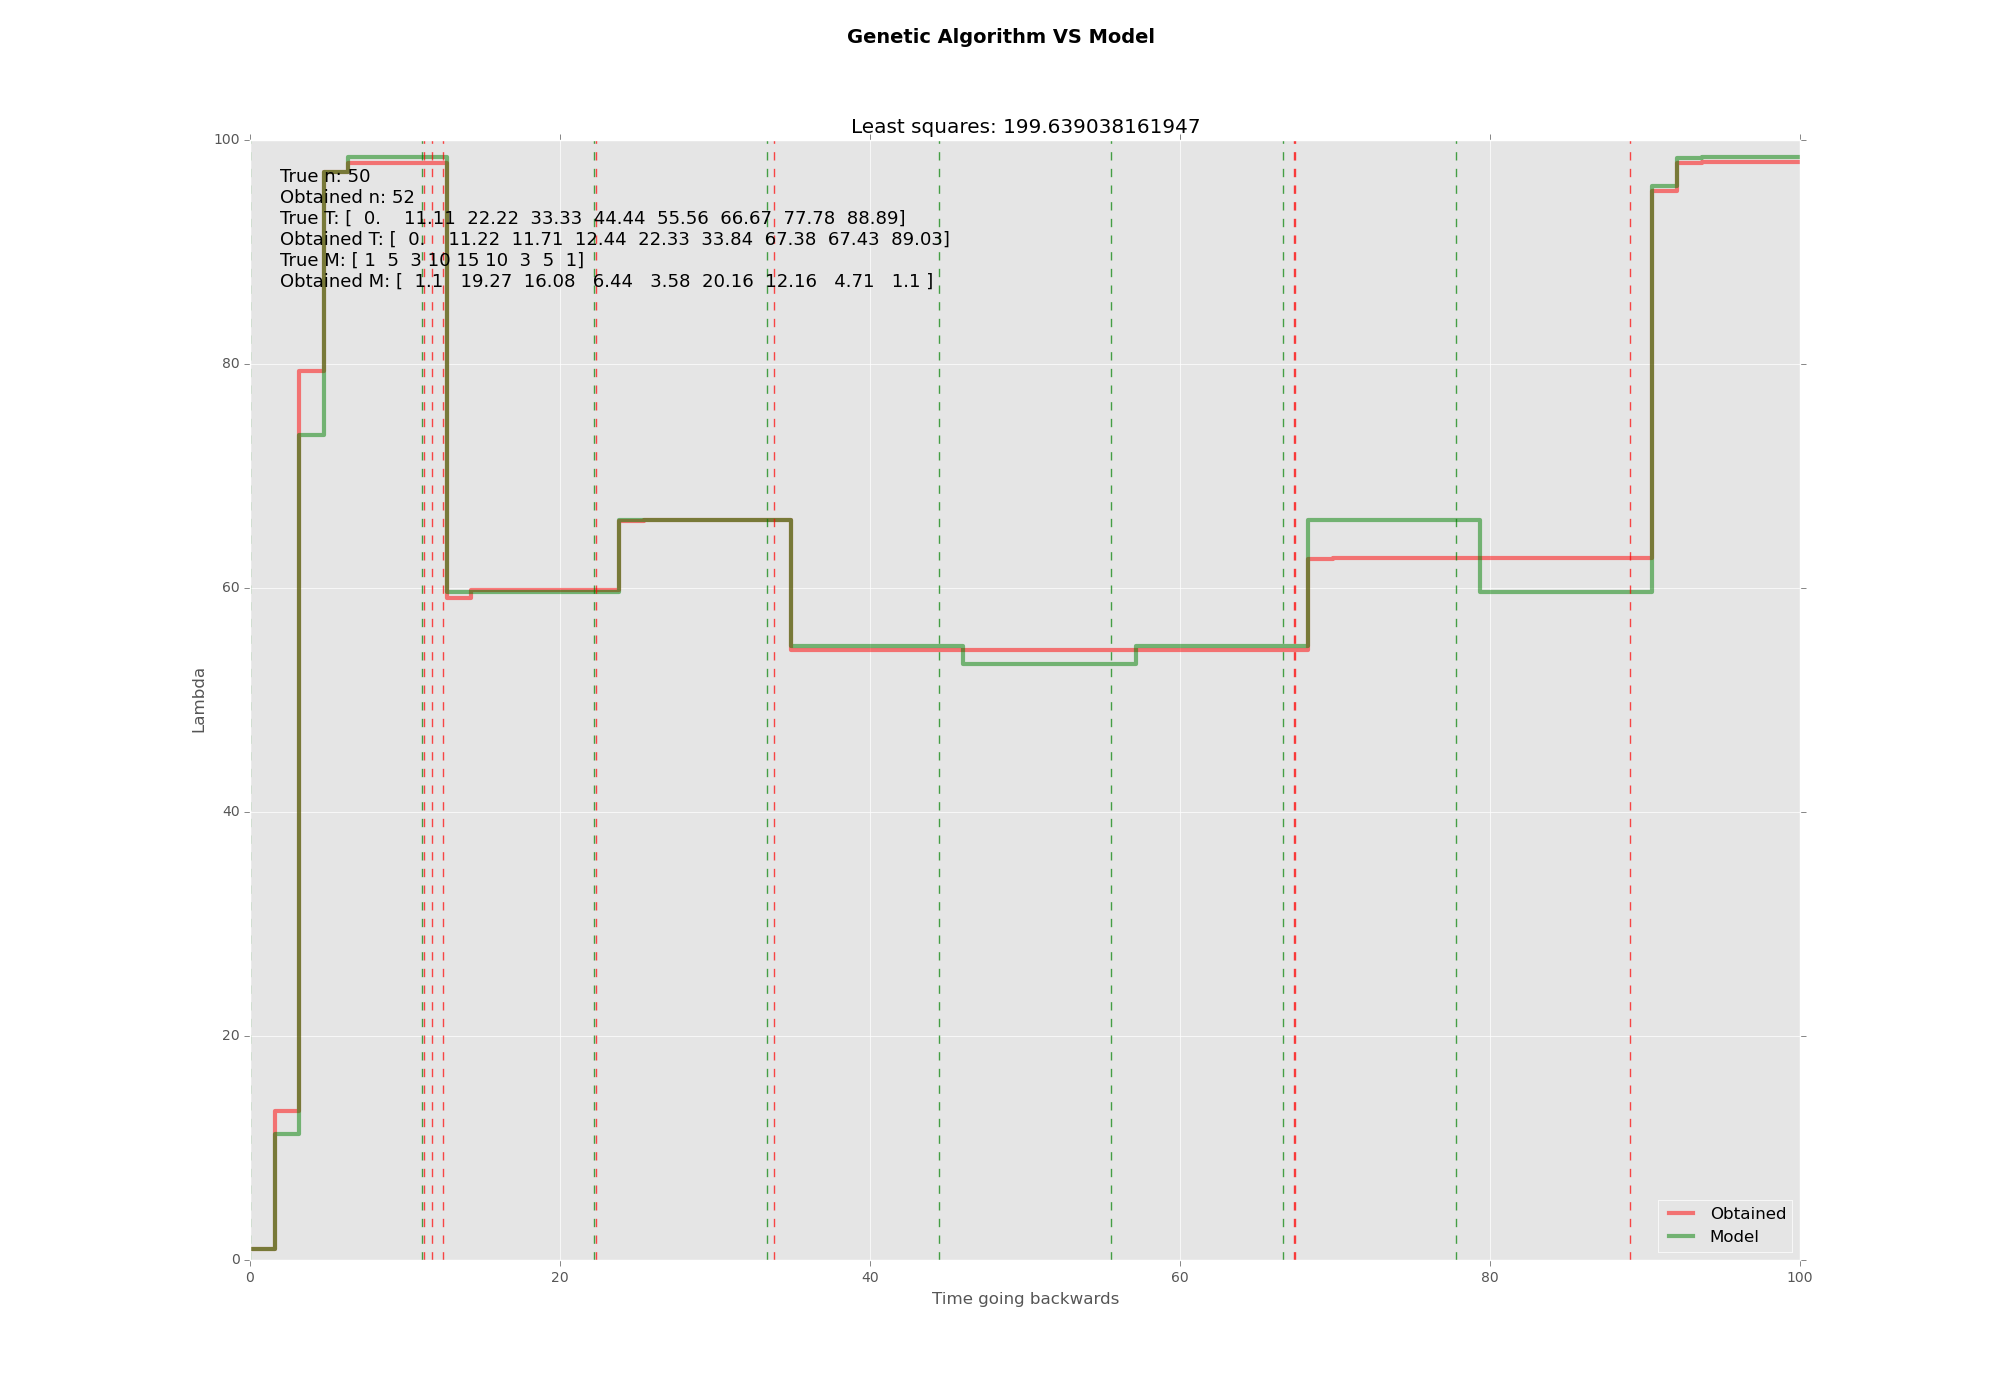 Genetic Algorithm VS Model
Least squares: 199.639038161947
100
80
60
40
20
0
True n: 50
Obtained n: 52
True T: [  0.    11.11  22.22  33.33  44.44  55.56  66.67  77.78  88.89]
Obtained T: [  0.    11.22  11.71  12.44  22.33  33.84  67.38  67.43  89.03]
True M: [ 1  5  3 10 15 10  3  5  1]
Obtained M: [  1.1   19.27  16.08   6.44   3.58  20.16  12.16   4.71   1.1 ]
Lambda
Obtained
Model
0
20
40
60
80
100
Time going backwards